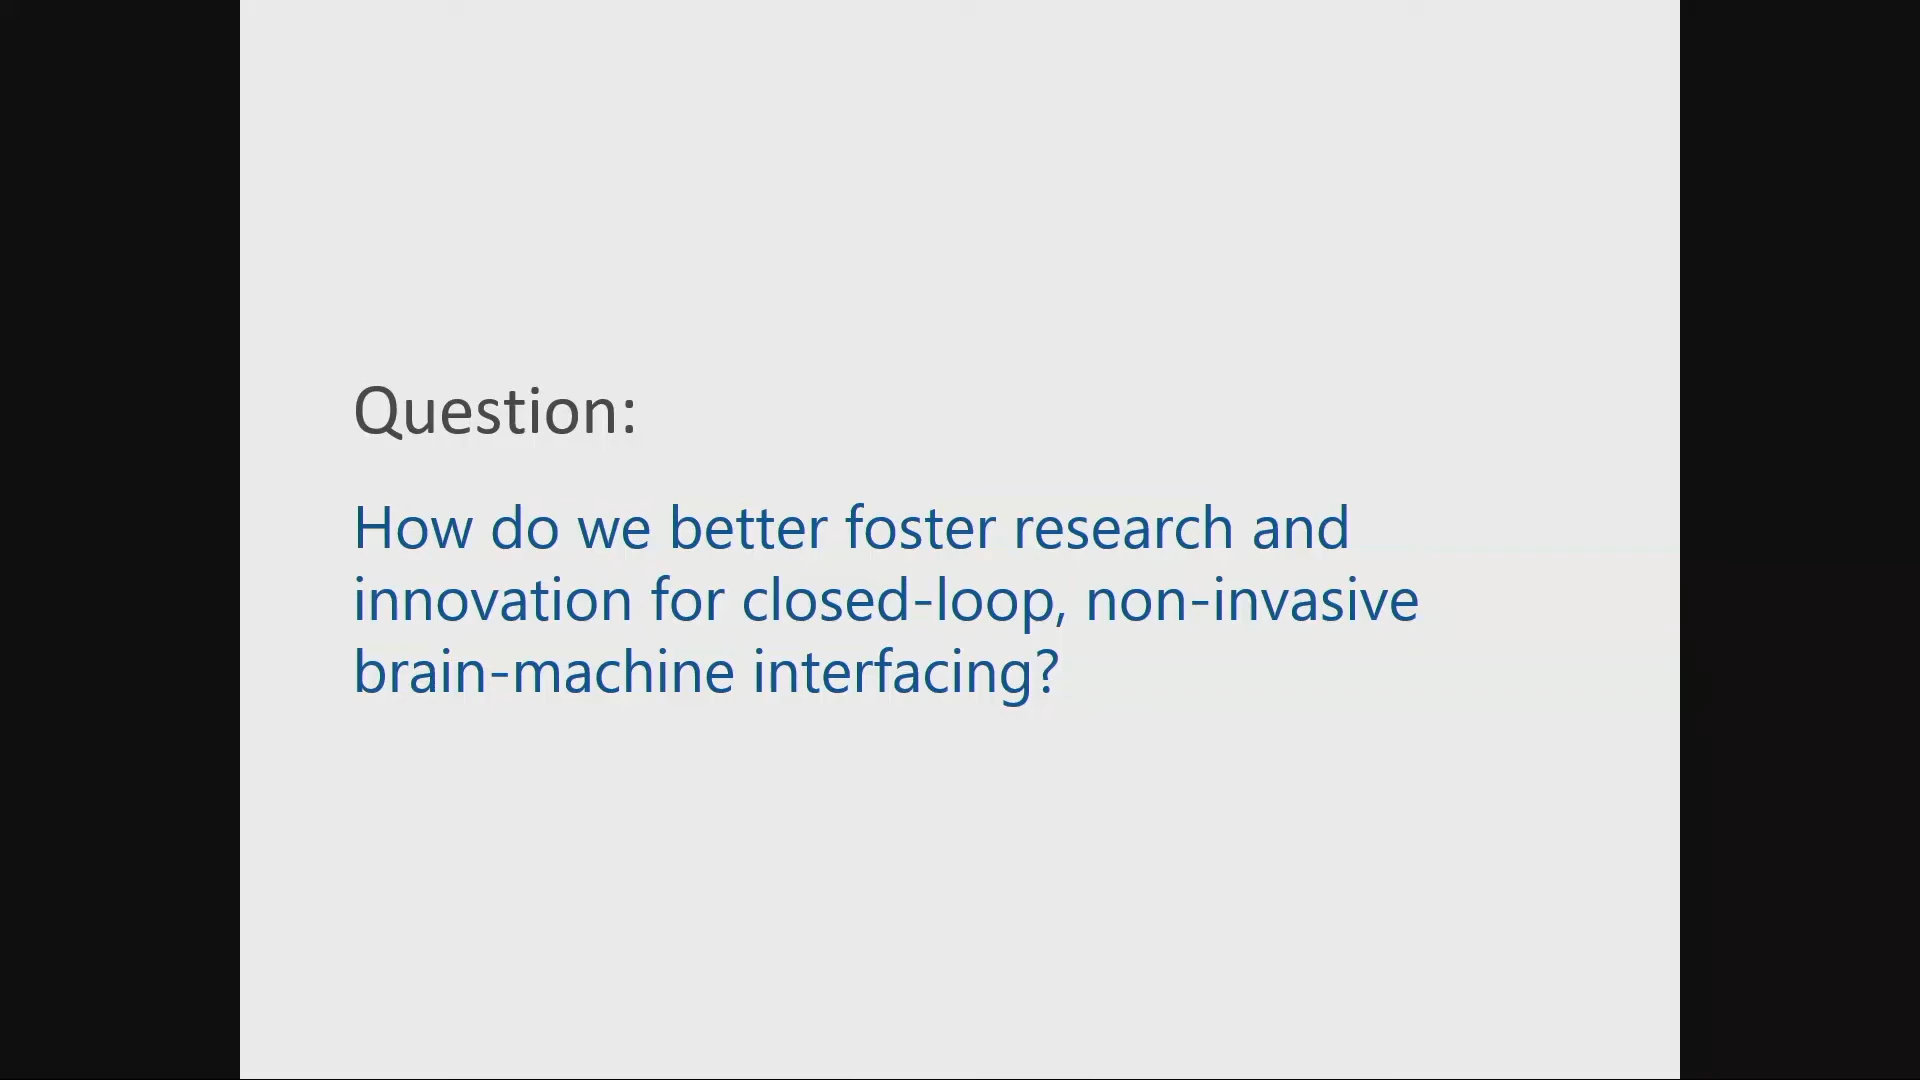 Question:
How do we better foster research and
innovation for closed-loop, non-invasive
brain-machine interfacing?